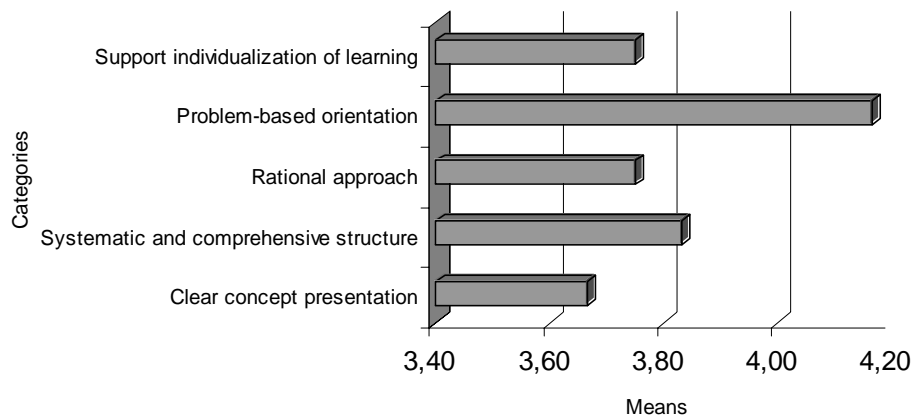 Support individualization of learning
Problem-based orientation
Rational approach
Systematic and comprehensive structure
Clear concept presentation
Categories
3,40 3,60 3,80 4,00 4,20
Means